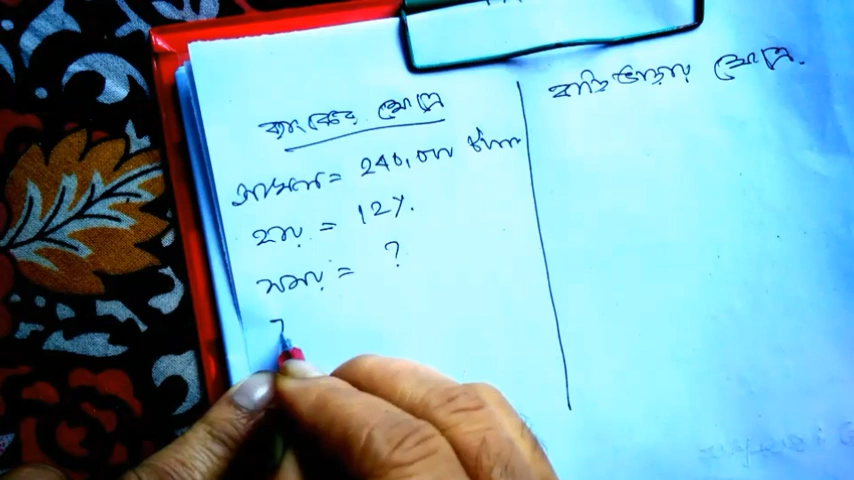 ব্যাংকের ক্ষেত্রে
আসল = 240,000 টাকা
হার = 12%.
সময় = ?
বাড়িভাড়ার ক্ষেত্রে.